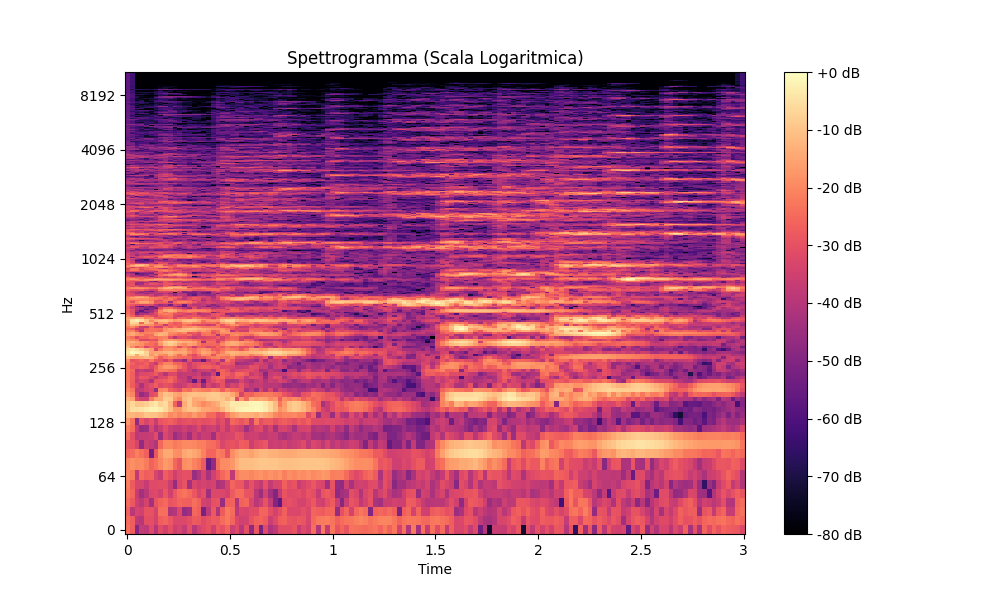 Spettrogramma (Scala Logaritmica)
Hz
8192
4096
2048
1024
512
256
128
64
0
0 0.5 1 1.5 2 2.5 3
Time
+0 dB
-10 dB
-20 dB
-30 dB
-40 dB
-50 dB
-60 dB
-70 dB
-80 dB